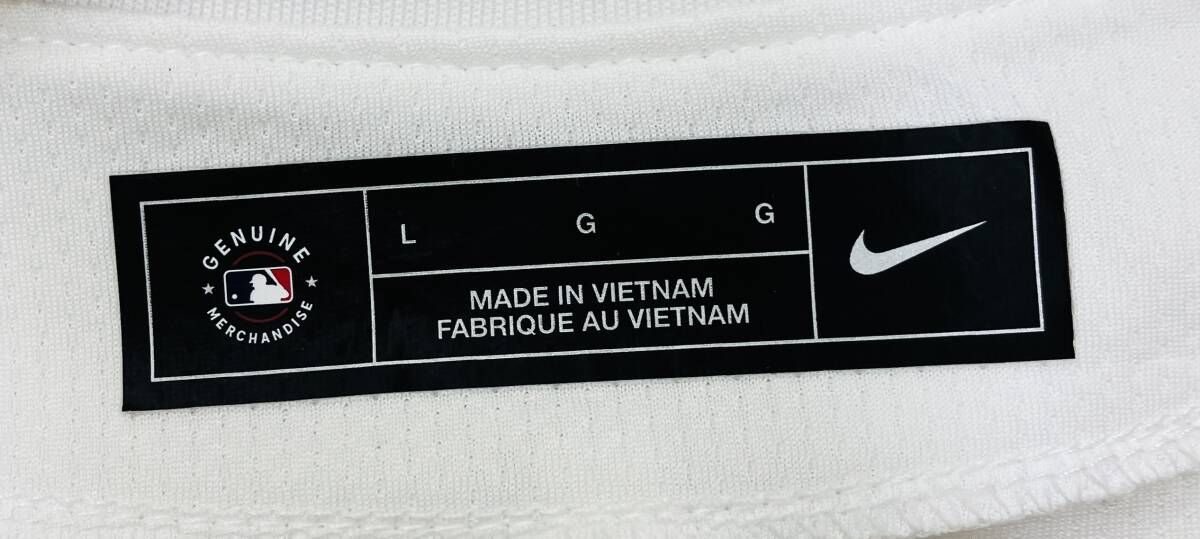 GENUINE
MERCHANDISE
L G G
MADE IN VIETNAM
FABRIQUE AU VIETNAM